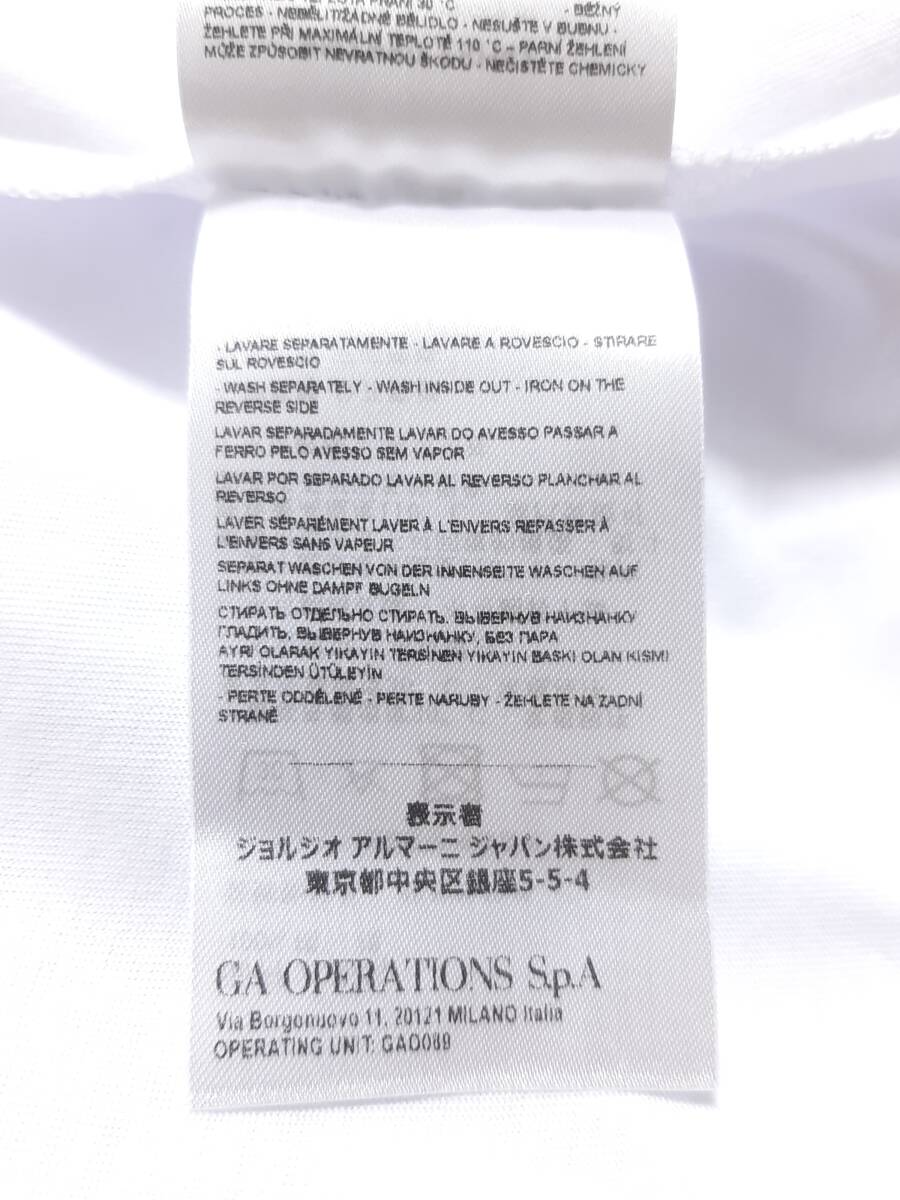 PRANÍ 30 °C
- BĚŽNÝ
PROCES - NEBĚLIT/ŽÁDNÉ BĚLIDLO - NESUŠTE V BUBNU -
ŽEHLETE PŘI MAXIMÁLNÍ TEPLOTĚ 110 °C – PARNÍ ŽEHLENÍ
MŮŽE ZPŮSOBIT NEVRATNOU ŠKODU - NEČISTĚTE CHEMICKY
- LAVARE SEPARATAMENTE - LAVARE A ROVESCIO - STIRARE
SUL ROVESCIO
- WASH SEPARATELY - WASH INSIDE OUT - IRON ON THE
REVERSE SIDE
LAVAR SEPARADAMENTE LAVAR DO AVESSO PASSAR A
FERRO PELO AVESSO SEM VAPOR
LAVAR POR SEPARADO LAVAR AL REVERSO PLANCHAR AL
REVERSO
LAVER SÉPARÉMENT LAVER À L'ENVERS REPASSER À
L'ENVERS SANS VAPEUR
SEPARAT WASCHEN VON DER INNENSEITE WASCHEN AUF
LINKS OHNE DAMPF BUGELN
СТИРАТЬ ОТДЕЛЬНО СТИРАТЬ, ВЫВЕРНУВ НАИЗНАНКУ
ГЛАДИТЬ, ВЫВЕРНУВ НАИЗНАНКУ, БЕЗ ПАРА
AYRI OLARAK YIKAYIN TERSİNEN YIKAYIN BASKI OLAN KISMI
TERSİNDEN ÜTÜLEYİN
- PERTE ODDĚLENĚ - PERTE NARUBY - ŽEHLETE NA ZADNÍ
STRANĚ
表示者
ジョルジオ アルマーニ ジャパン株式会社
東京都中央区銀座5-5-4
GA OPERATIONS S.p.A
Via Borgonuovo 11, 20121 MILANO Italia
OPERATING UNIT: GAO089